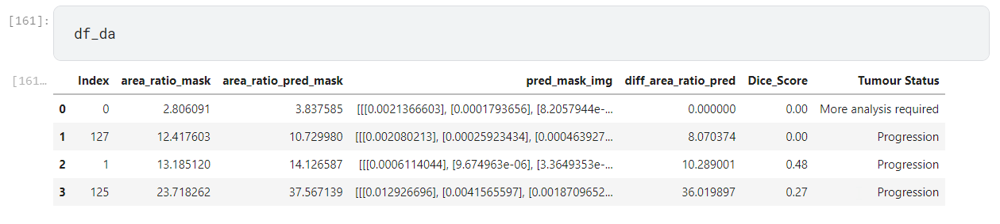 [161]:
df_da
[161...
Index area_ratio_mask area_ratio_pred_mask pred_mask_img diff_area_ratio_pred Dice_Score Tumour Status
0 0 2.806091 3.837585 [[[0.0021366603], [0.0001793656], [8.2057944e-... 0.000000 0.00 More analysis required
1 127 12.417603 10.729980 [[[0.002080213], [0.00025923434], [0.000463927... 8.070374 0.00 Progression
2 1 13.185120 14.126587 [[[0.0006114044], [9.674963e-06], [3.3649353e-... 10.289001 0.48 Progression
3 125 23.718262 37.567139 [[[0.012926696], [0.0041565597], [0.0018709652... 36.019897 0.27 Progression